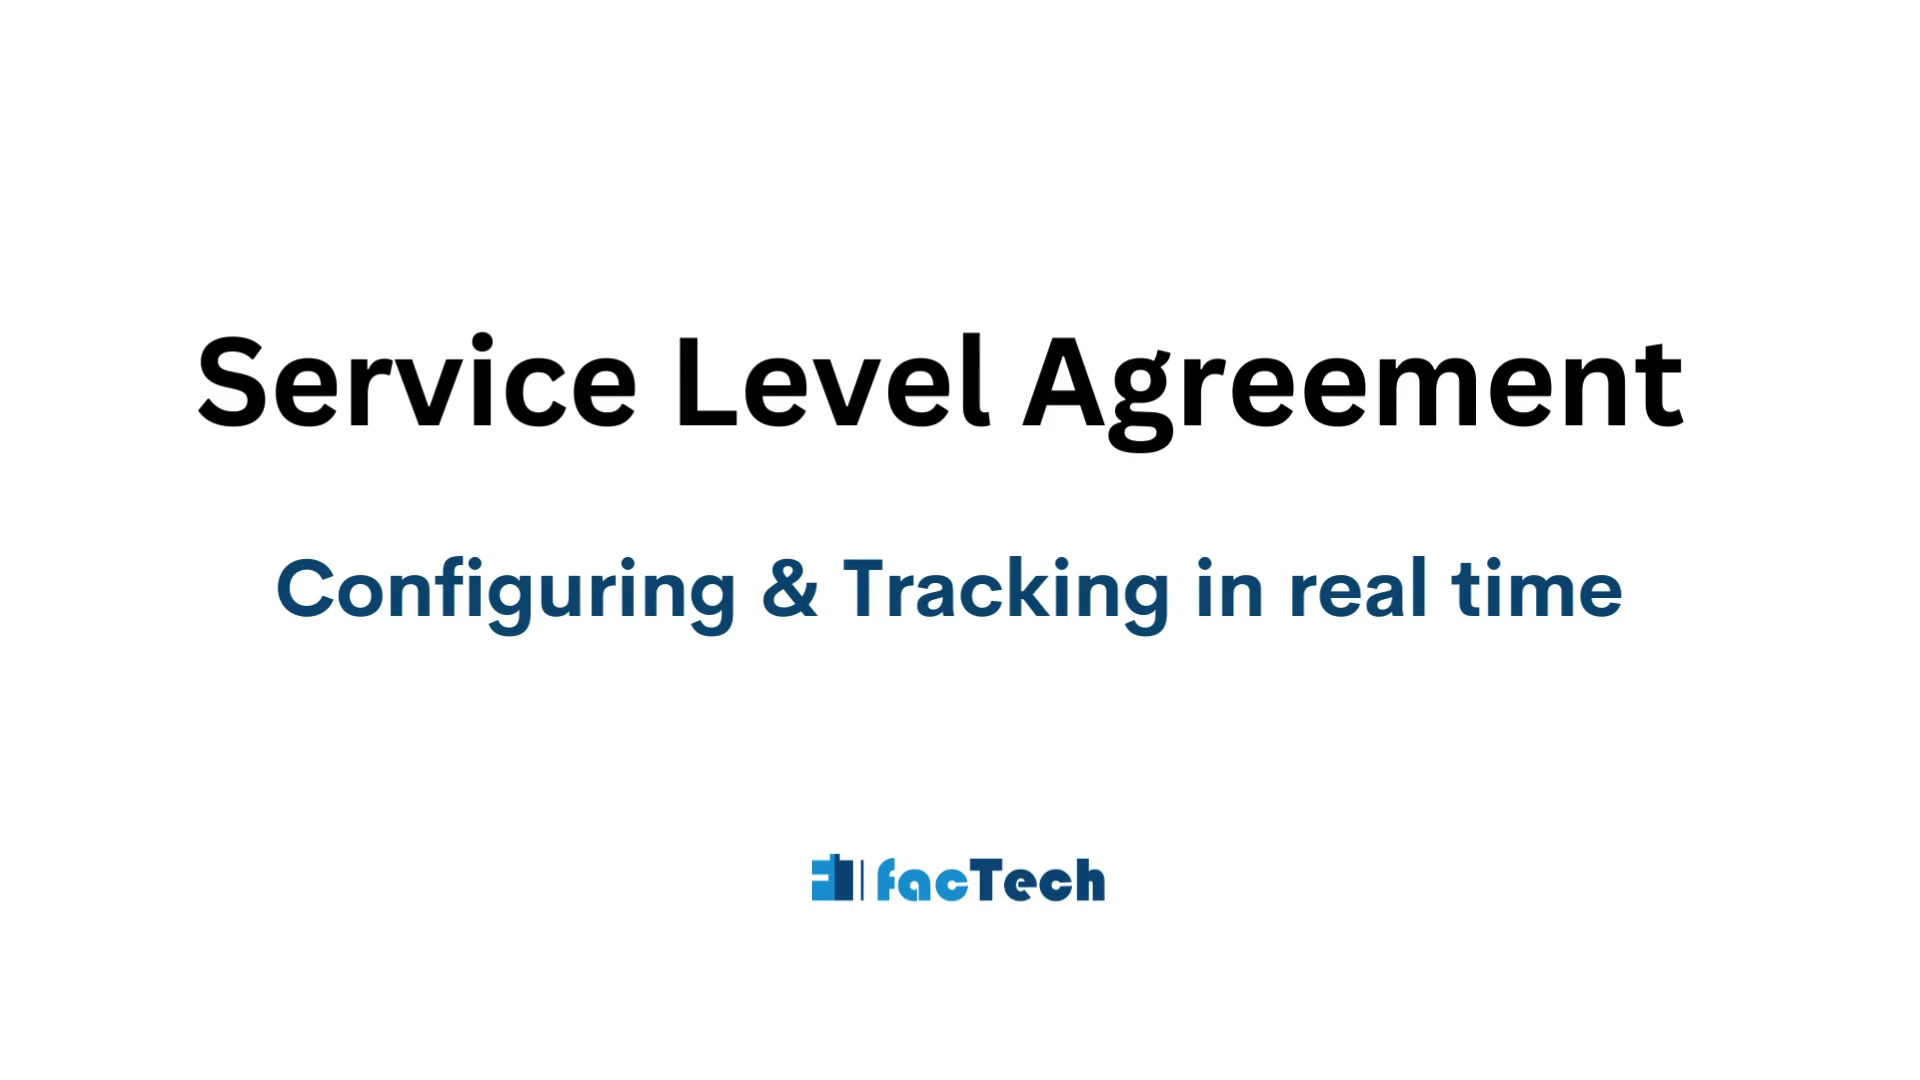 Service Level Agreement
Configuring & Tracking in real time
facTech